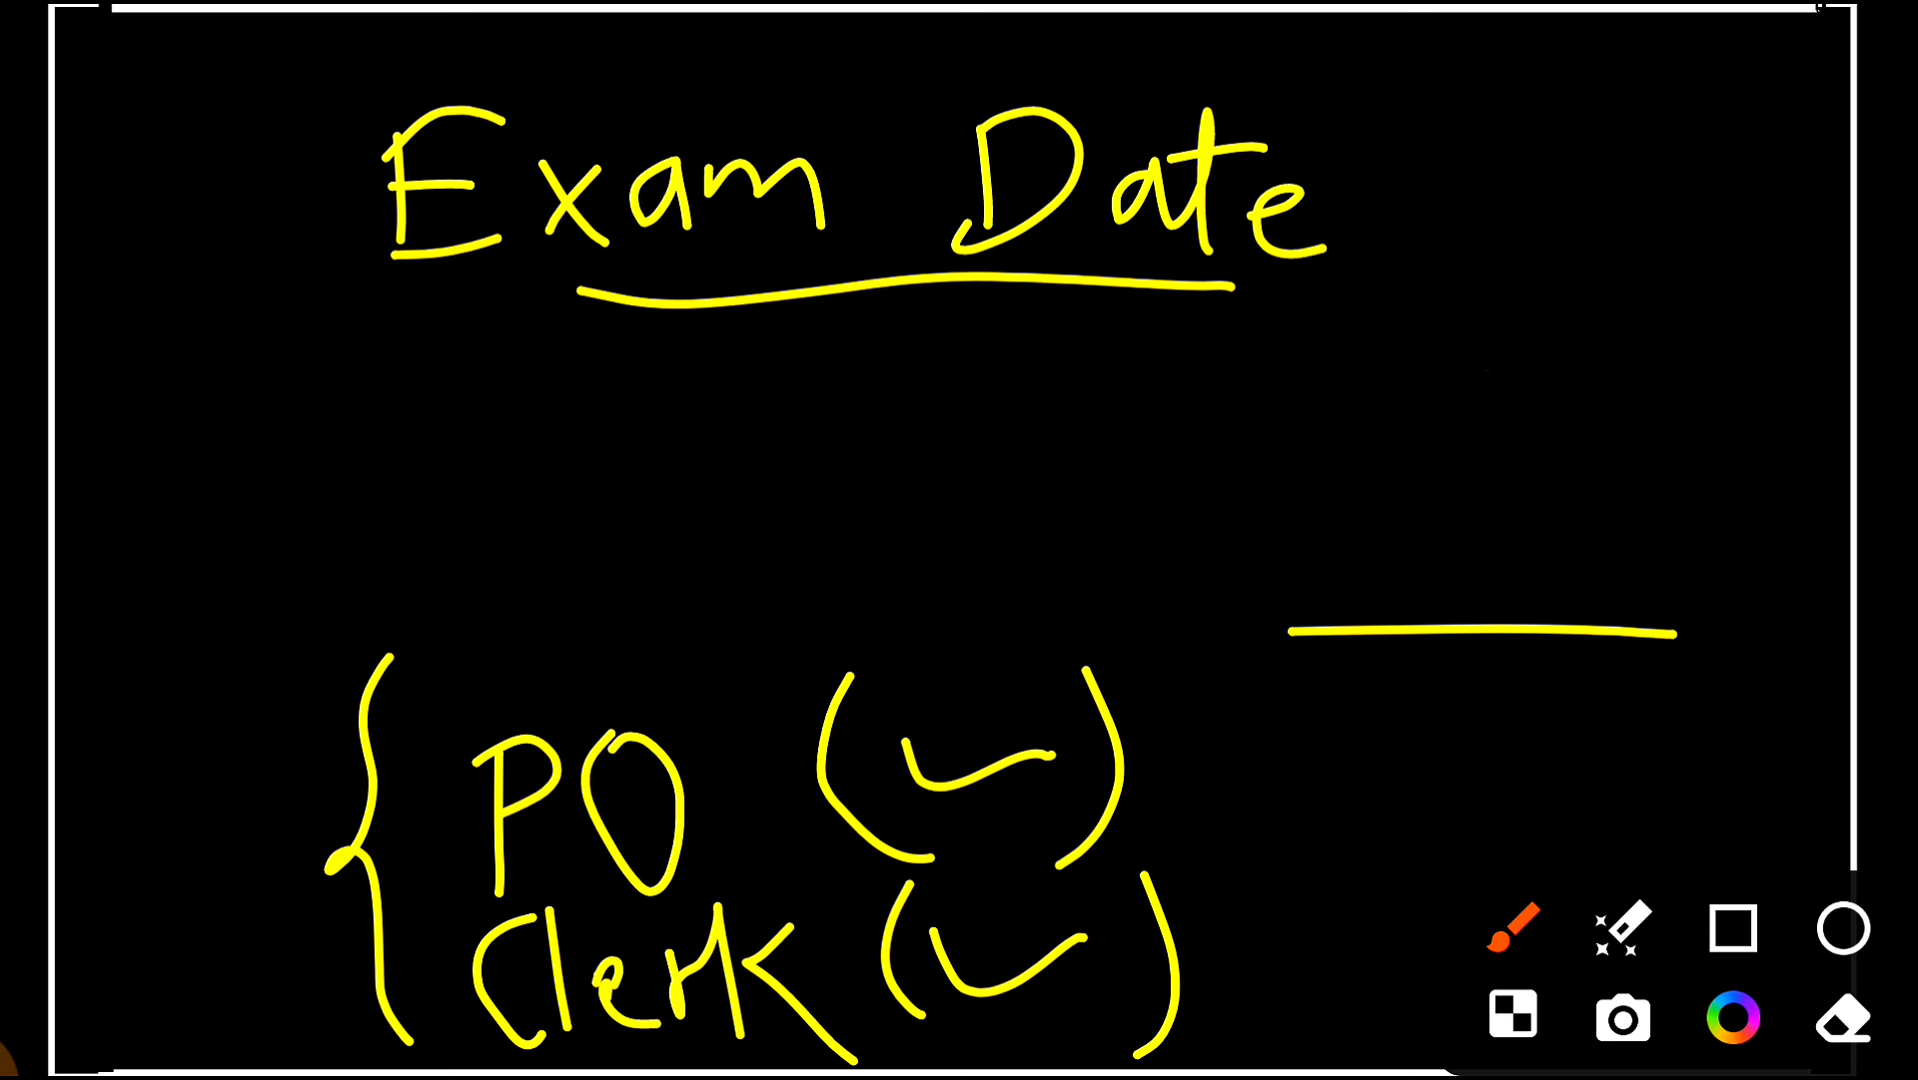 Exam Date
PO (✓)
Clerk (✓)